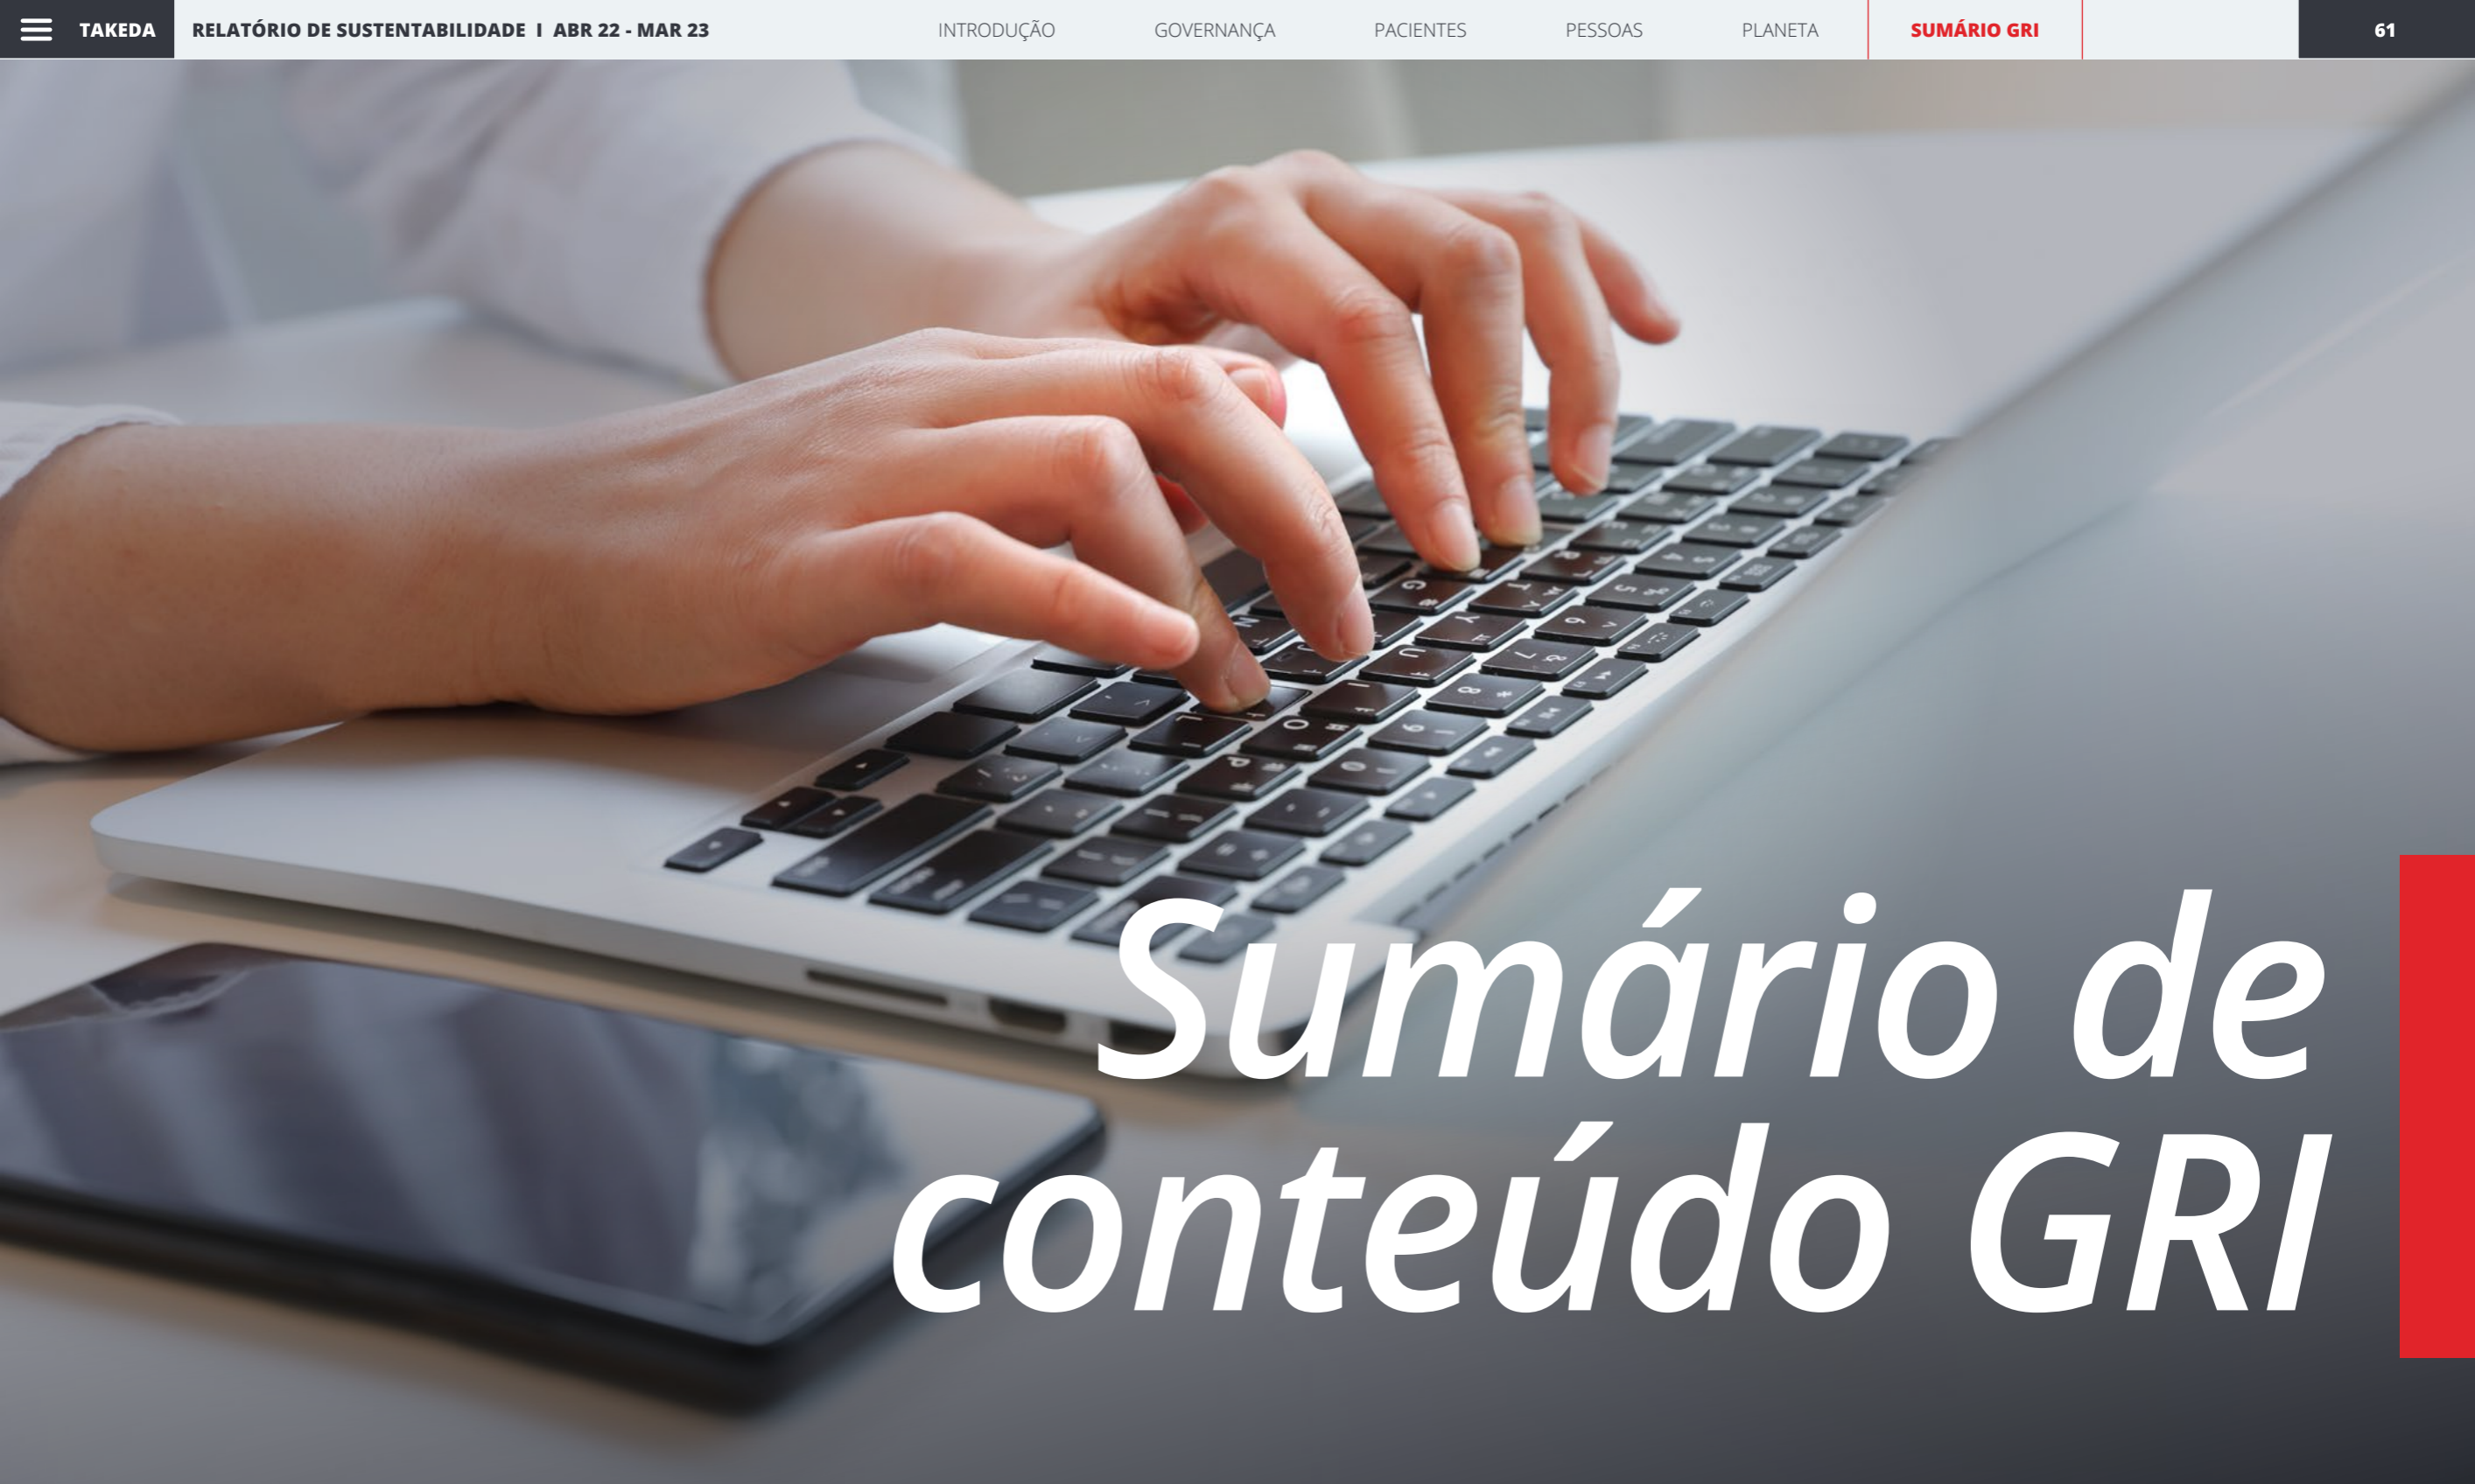 TAKEDA
RELATÓRIO DE SUSTENTABILIDADE I ABR 22 - MAR 23
INTRODUÇÃO
GOVERNANÇA
PACIENTES
PESSOAS
PLANETA
SUMÁRIO GRI
61
Sumário de
conteúdo GRI